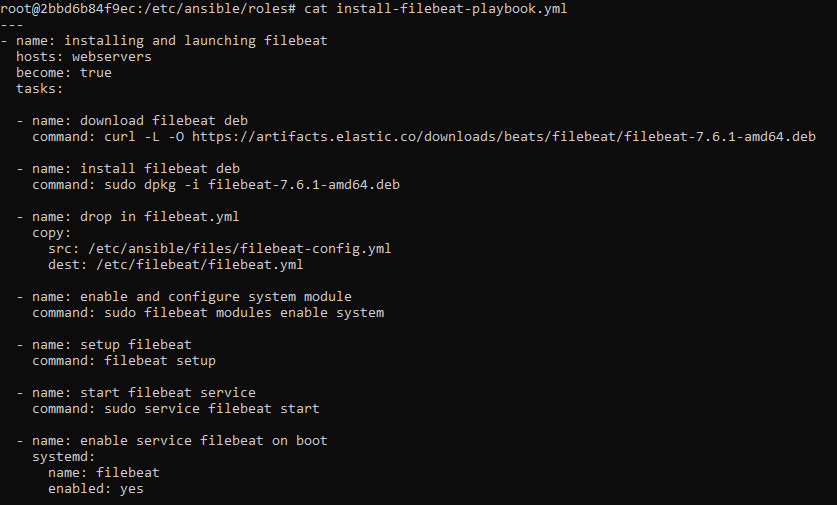 root@2bbd6b84f9ec:/etc/ansible/roles# cat install-filebeat-playbook.yml
---
- name: installing and launching filebeat
  hosts: webservers
  become: true
  tasks:

  - name: download filebeat deb
    command: curl -L -O https://artifacts.elastic.co/downloads/beats/filebeat/filebeat-7.6.1-amd64.deb

  - name: install filebeat deb
    command: sudo dpkg -i filebeat-7.6.1-amd64.deb

  - name: drop in filebeat.yml
    copy:
      src: /etc/ansible/files/filebeat-config.yml
      dest: /etc/filebeat/filebeat.yml

  - name: enable and configure system module
    command: sudo filebeat modules enable system

  - name: setup filebeat
    command: filebeat setup

  - name: start filebeat service
    command: sudo service filebeat start

  - name: enable service filebeat on boot
    systemd:
      name: filebeat
      enabled: yes